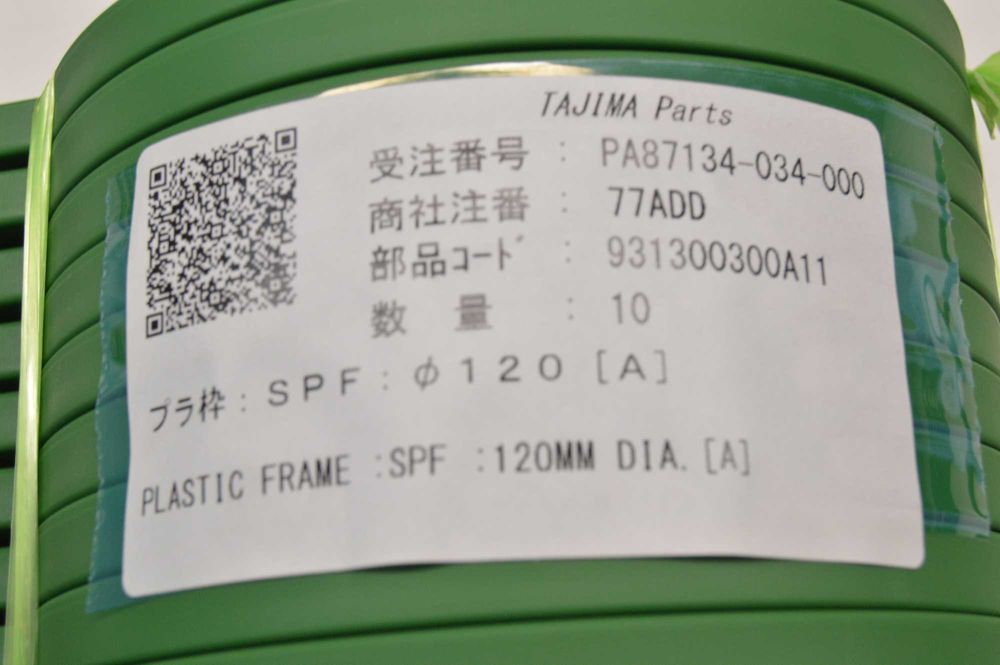 TAJIMA Parts
受注番号 : PA87134-034-000
商社注番 : 77ADD
部品ｺｰﾄﾞ : 931300300A11
数 量 : 10
プラ枠：ＳＰＦ：φ１２０［Ａ］
PLASTIC FRAME :SPF :120MM DIA.[A]